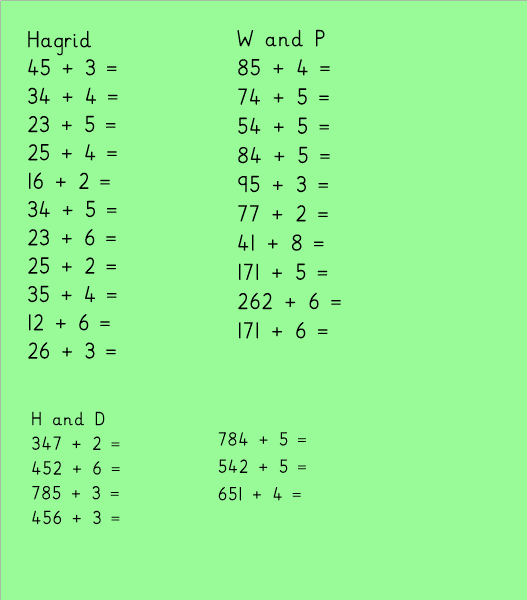 Hagrid
45 + 3 =
34 + 4 =
23 + 5 =
25 + 4 =
16 + 2 =
34 + 5 =
23 + 6 =
25 + 2 =
35 + 4 =
12 + 6 =
26 + 3 =
W and P
85 + 4 =
74 + 5 =
54 + 5 =
84 + 5 =
95 + 3 =
77 + 2 =
41 + 8 =
171 + 5 =
262 + 6 =
171 + 6 =
H and D
347 + 2 =
452 + 6 =
785 + 3 =
456 + 3 =
784 + 5 =
542 + 5 =
651 + 4 =